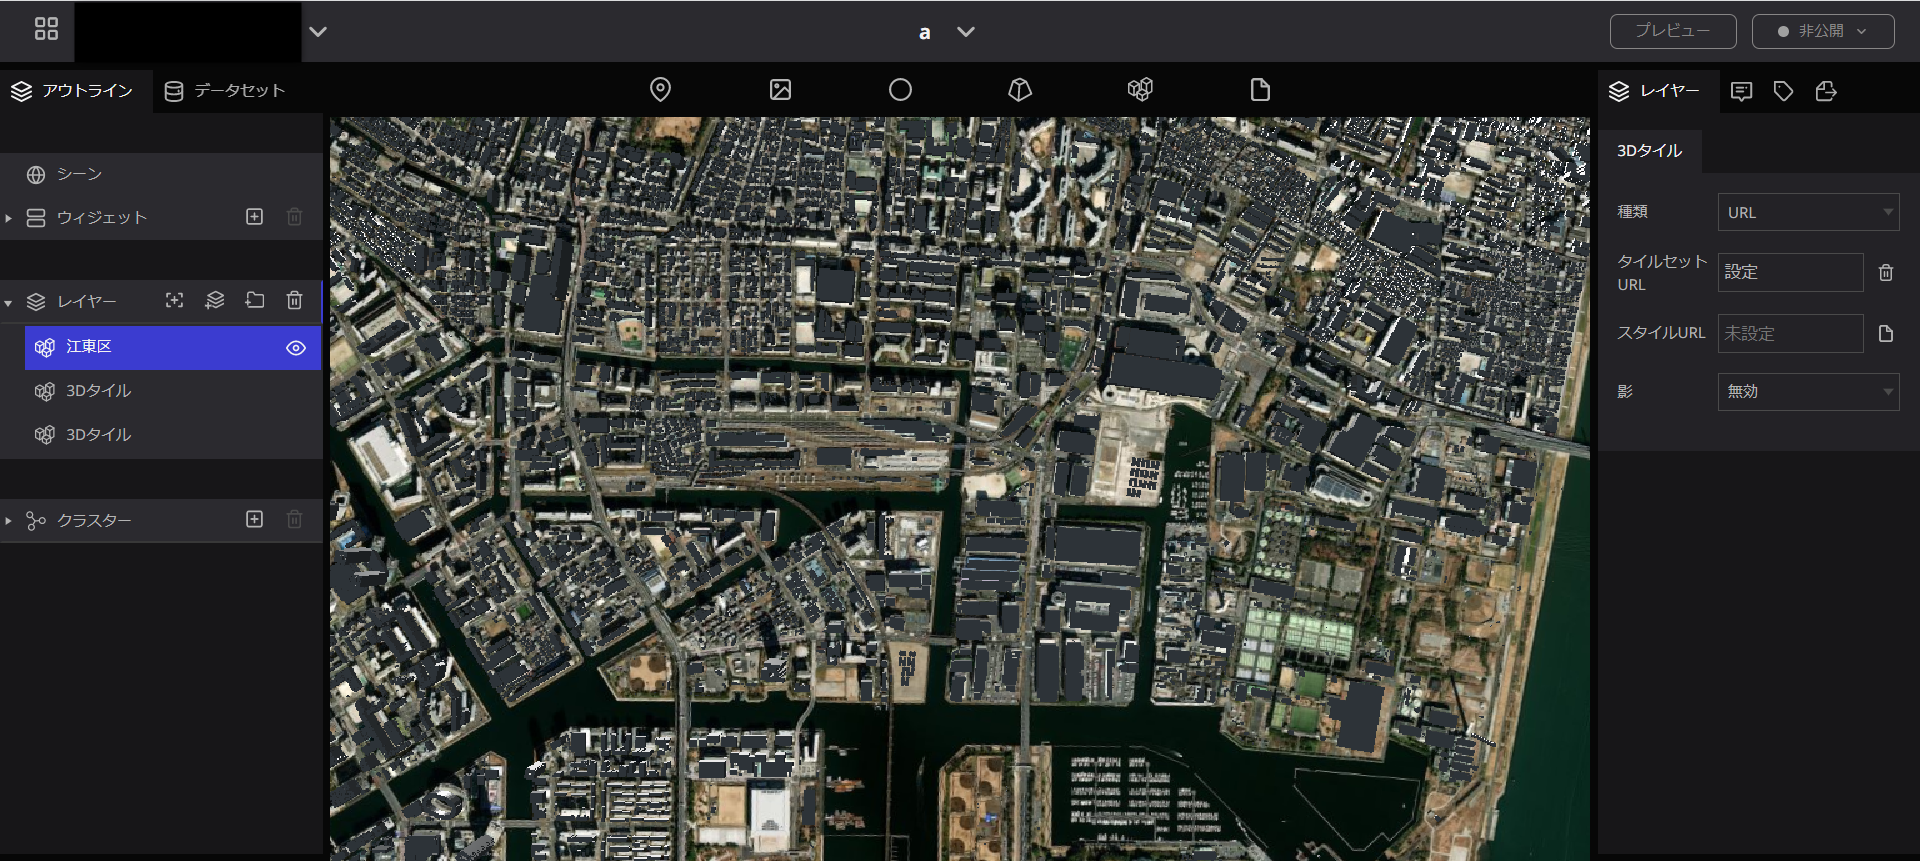 a
プレビュー
非公開
アウトライン
データセット
レイヤー
シーン
ウィジェット
レイヤー
江東区
3Dタイル
3Dタイル
クラスター
3Dタイル
種類
URL
タイルセット
URL
設定
スタイルURL
未設定
影
無効